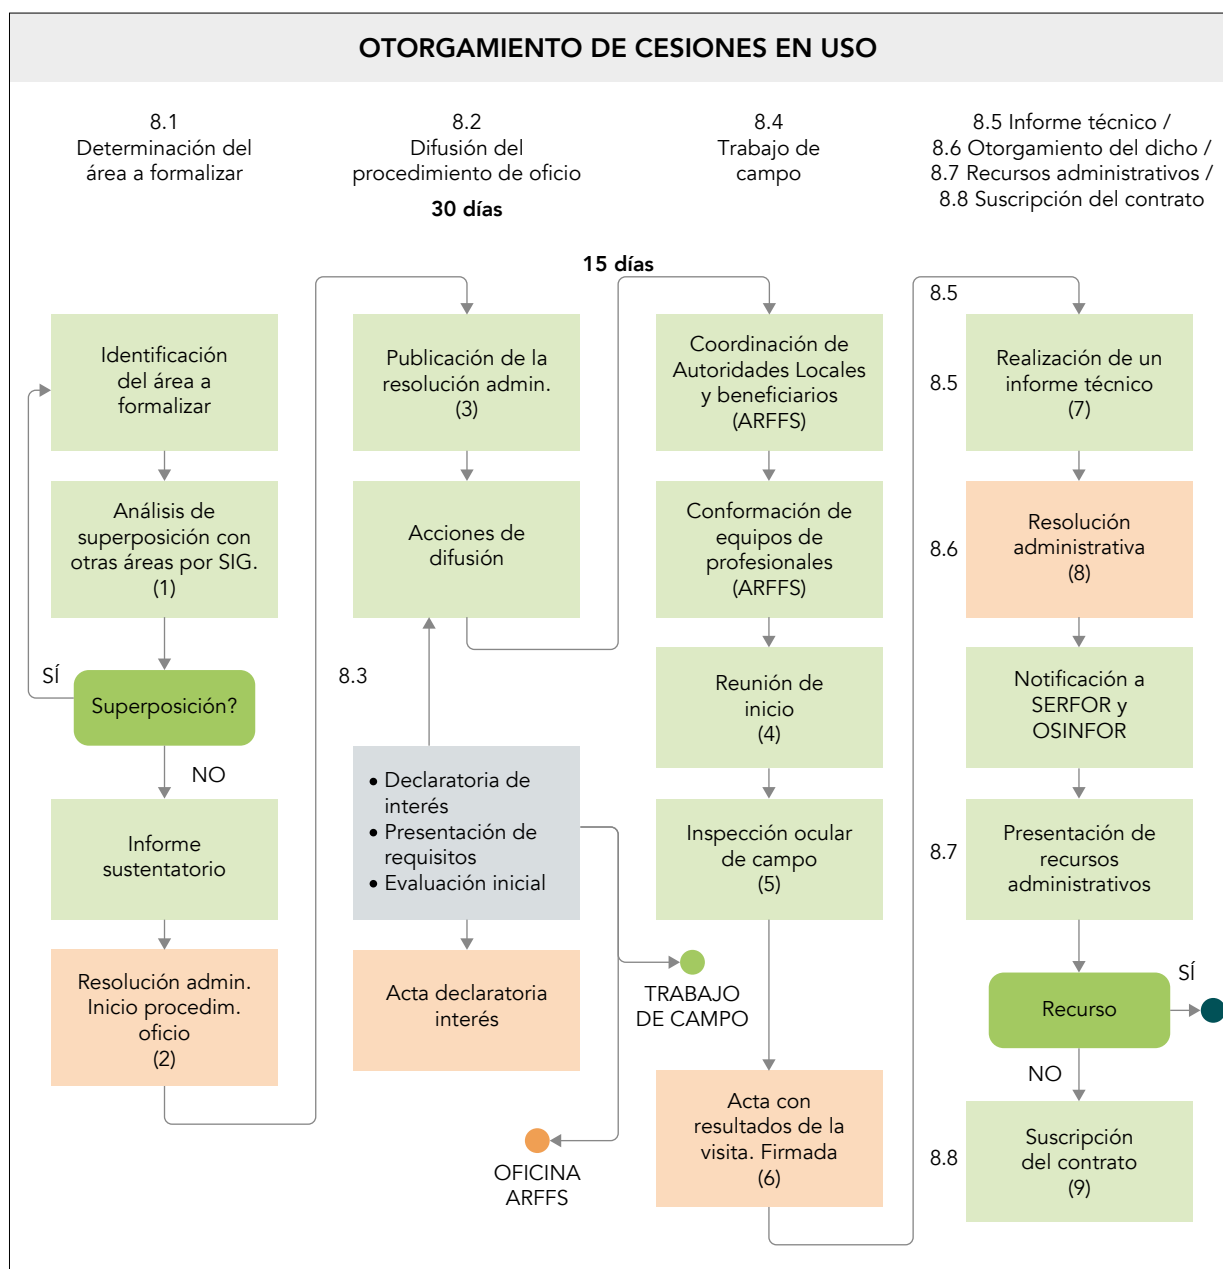 OTORGAMIENTO DE CESIONES EN USO
8.1
Determinación del
área a formalizar
8.2
Difusión del
procedimiento de oficio
30 días
8.4
Trabajo de
campo
8.5 Informe técnico /
8.6 Otorgamiento del dicho /
8.7 Recursos administrativos /
8.8 Suscripción del contrato
15 días
Identificación
del área a
formalizar
Análisis de
superposición con
otras áreas por SIG.
(1)
SÍ
Superposición?
NO
Informe
sustentatorio
Resolución admin.
Inicio procedim.
oficio
(2)
Publicación de la
resolución admin.
(3)
Acciones de
difusión
8.3
• Declaratoria de
interés
• Presentación de
requisitos
• Evaluación inicial
Acta declaratoria
interés
TRABAJO
DE CAMPO
OFICINA
ARFFS
Coordinación de
Autoridades Locales
y beneficiarios
(ARFFS)
Conformación de
equipos de
profesionales
(ARFFS)
Reunión de
inicio
(4)
Inspección ocular
de campo
(5)
Acta con
resultados de la
visita. Firmada
(6)
8.5
8.5
Realización de un
informe técnico
(7)
8.6
Resolución
administrativa
(8)
Notificación a
SERFOR y
OSINFOR
8.7
Presentación de
recursos
administrativos
Recurso
SÍ
NO
8.8
Suscripción
del contrato
(9)